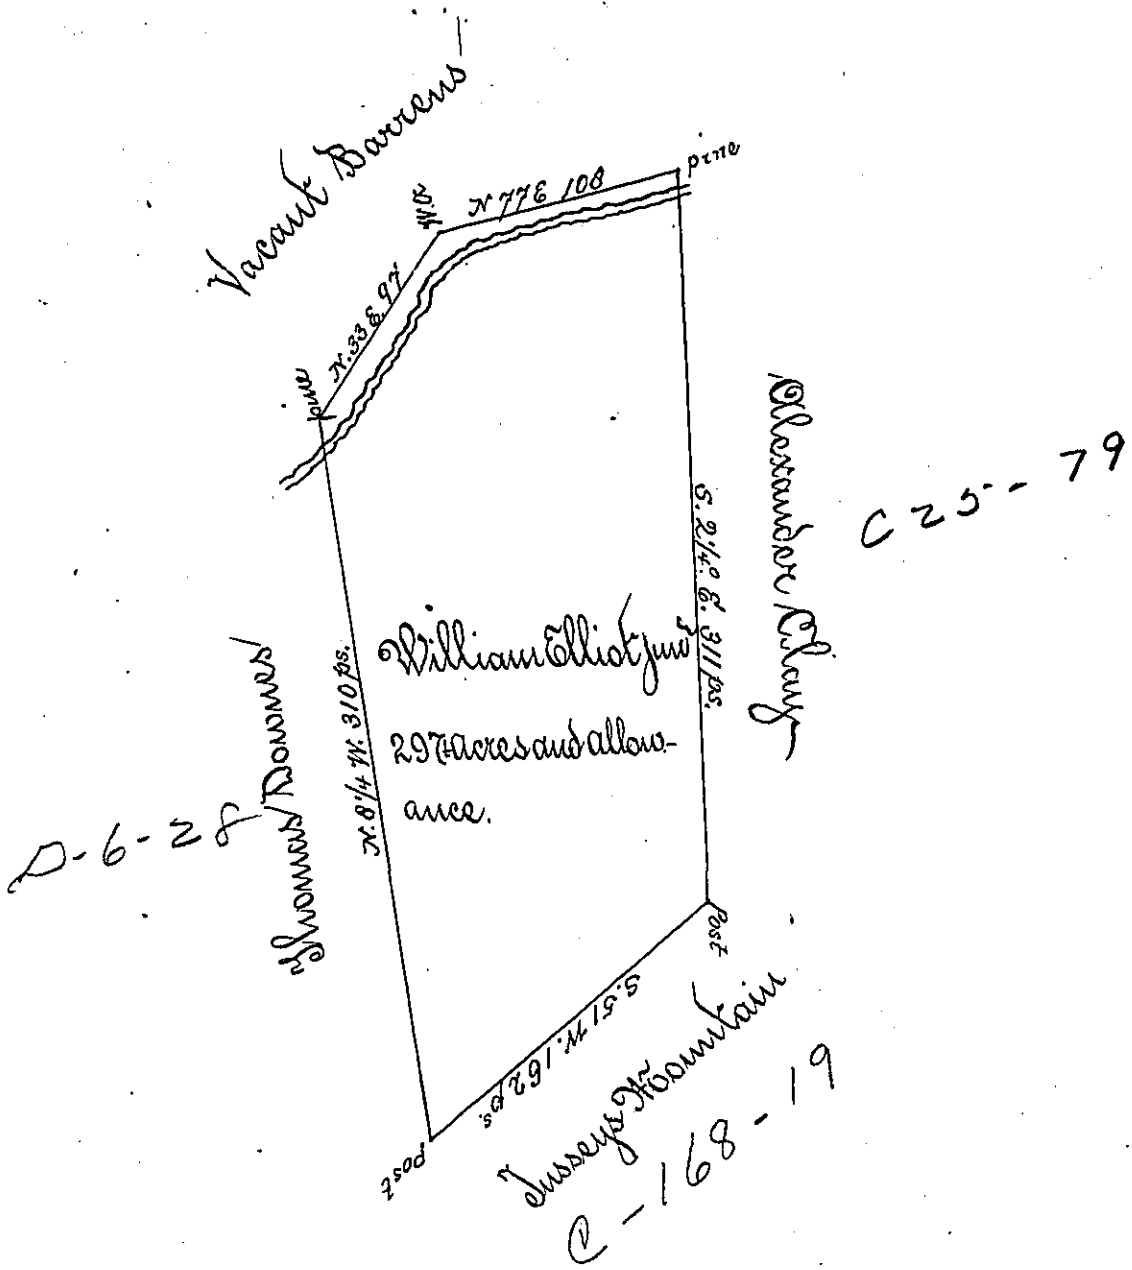 Vacant Barrens
pine
N 77 E 108
N. 33 E. 97
pine
Alexander Clay
C 25 - 79
S. 2 1/4° E. 311 ps.
William Elliot jun.r
297 acres and allow-
ance.
N. 8 1/4 W. 310 ps.
Thomas Downes
D-6-28
Post
S. 51 W. 162 ps.
post
Tusseys Mountain
C - 168 - 19